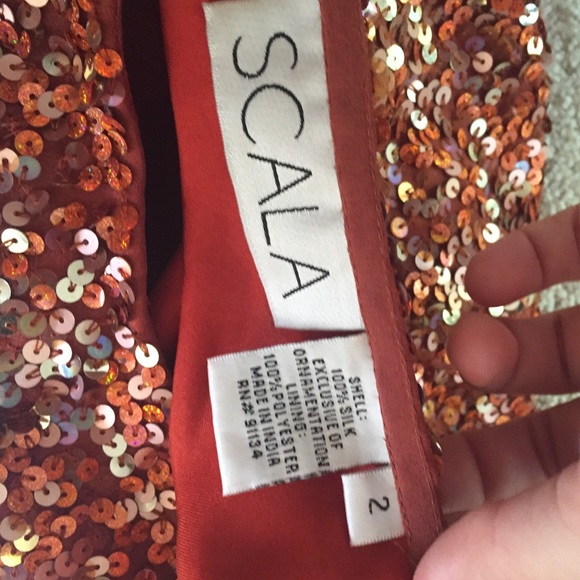 SCALA
SHELL:
100% SILK
EXCLUSIVE OF
ORNAMENTATION
LINING:
100% POLYESTER
MADE IN INDIA
RN# 91134
2